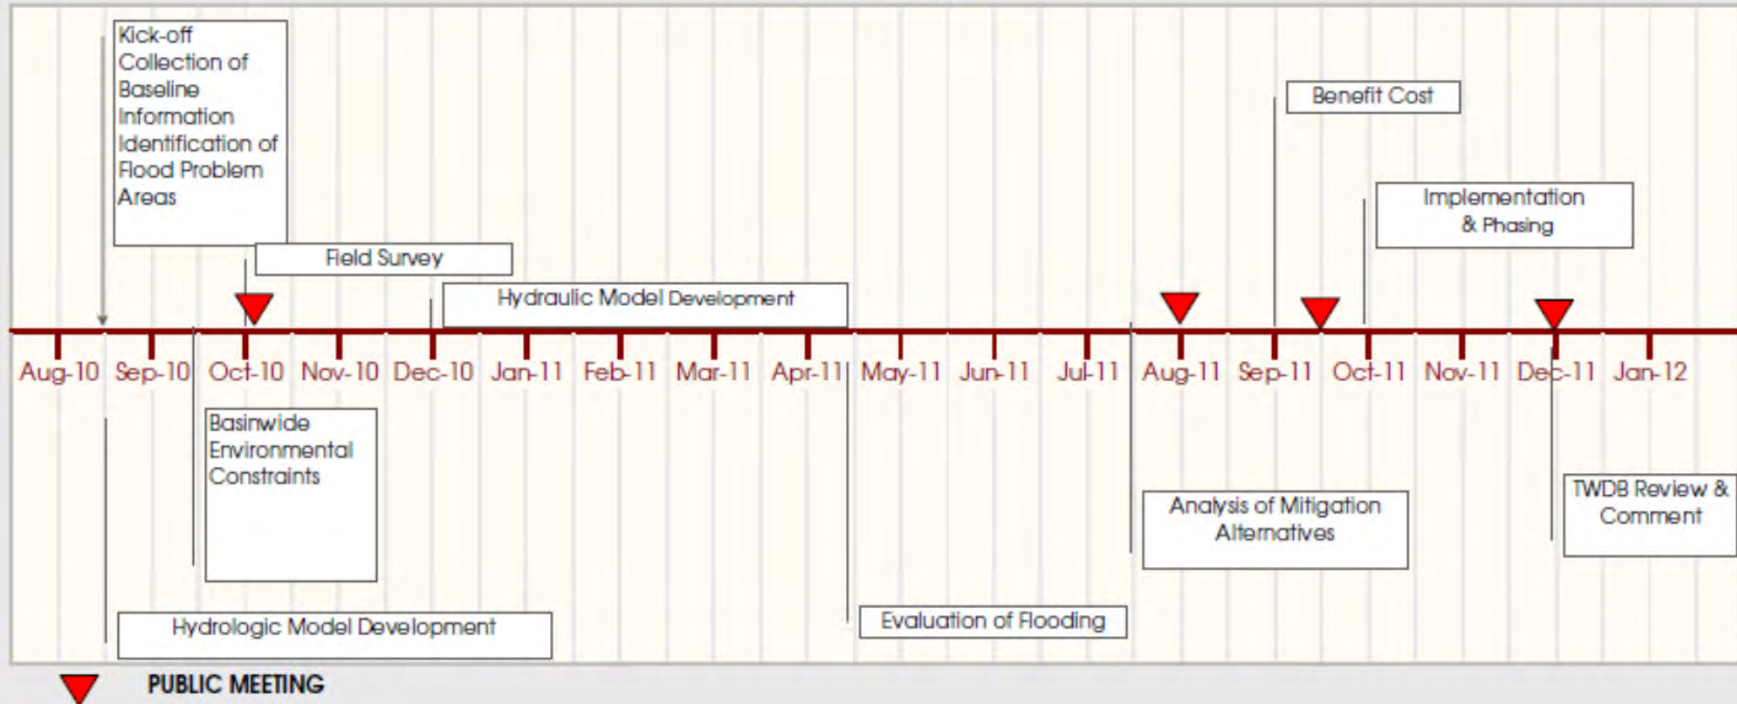 Kick-off
Collection of
Baseline
Information
Identification of
Flood Problem
Areas
Benefit Cost
Implementation
& Phasing
Field Survey
Hydraulic Model Development
Aug-10 Sep-10 Oct-10 Nov-10 Dec-10 Jan-11 Feb-11 Mar-11 Apr-11 May-11 Jun-11 Jul-11 Aug-11 Sep-11 Oct-11 Nov-11 Dec-11 Jan-12
Basinwide
Environmental
Constraints
Analysis of Mitigation
Alternatives
TWDB Review &
Comment
Hydrologic Model Development
Evaluation of Flooding
PUBLIC MEETING